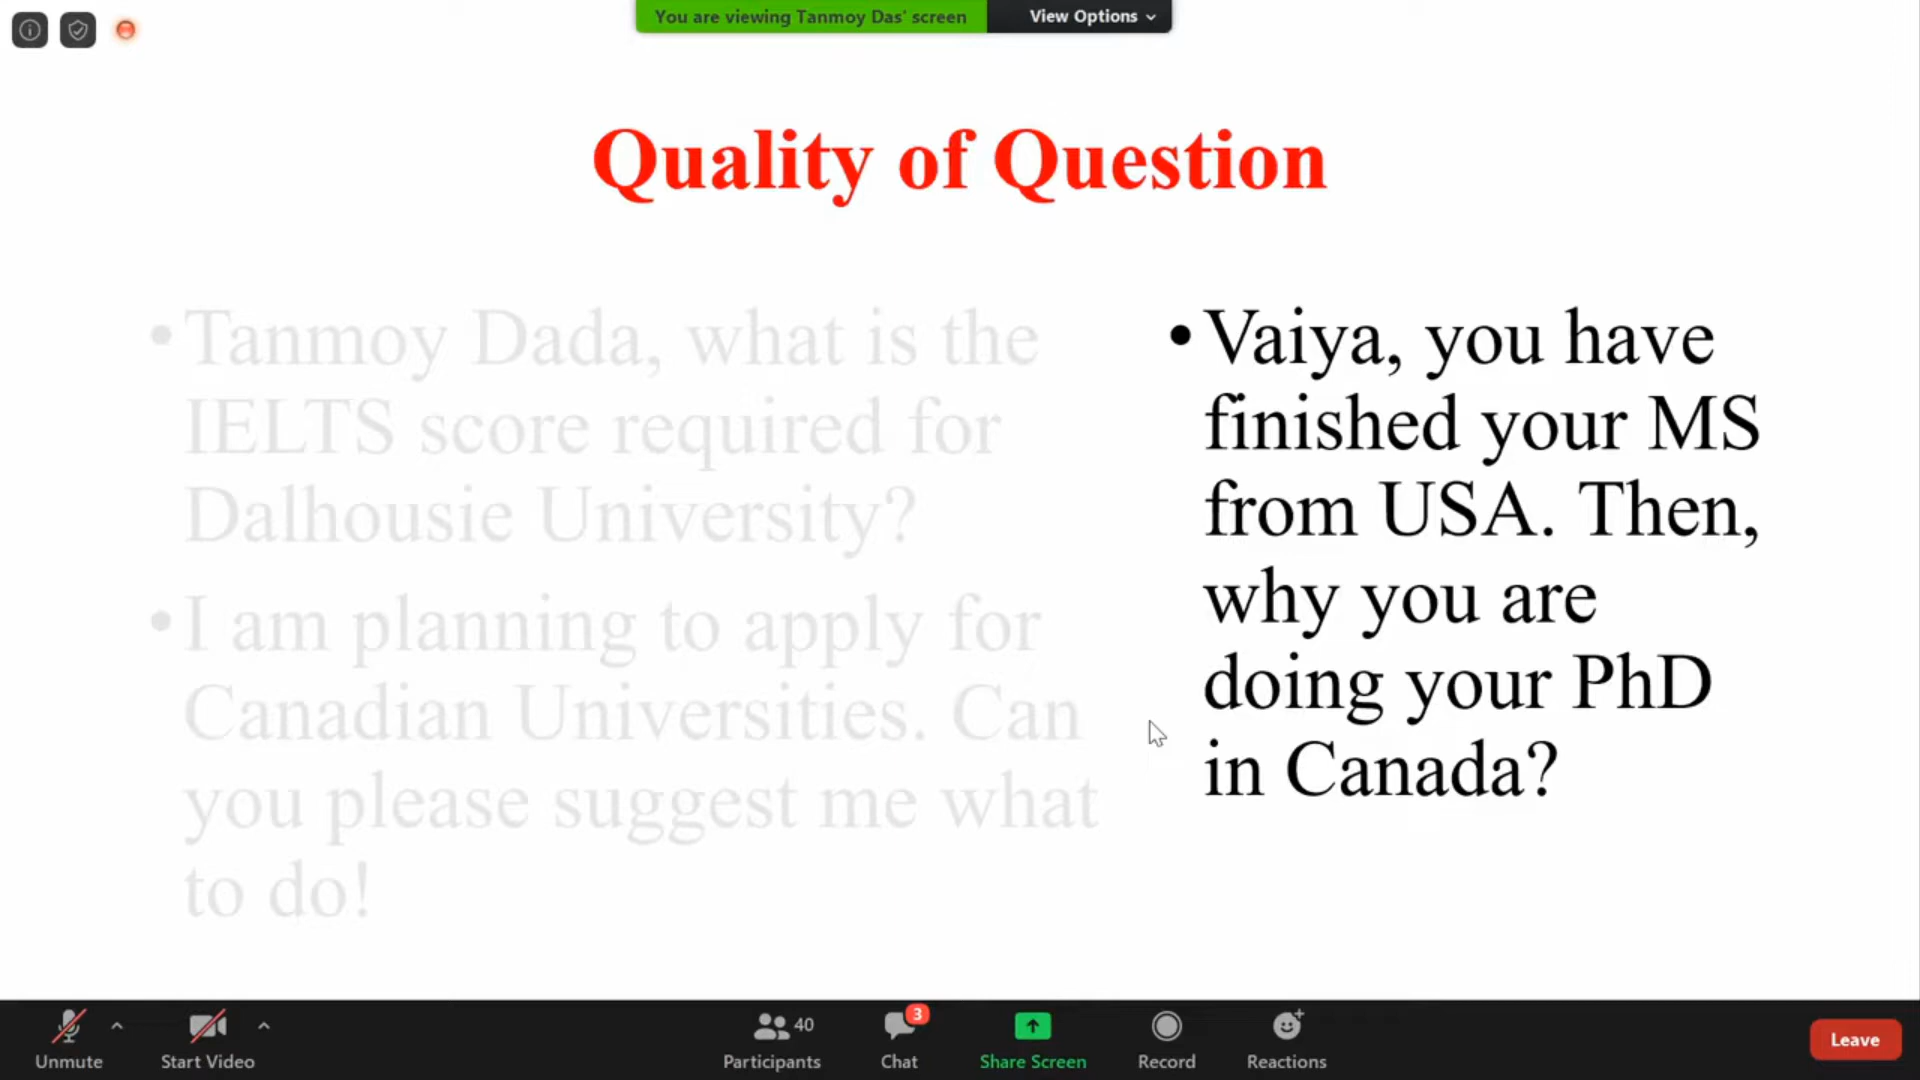 You are viewing Tanmoy Das' screen
View Options
Quality of Question
• Tanmoy Dada, what is the
IELTS score required for
Dalhousie University?
• I am planning to apply for
Canadian Universities. Can
you please suggest me what
to do!
• Vaiya, you have
finished your MS
from USA. Then,
why you are
doing your PhD
in Canada?
Unmute
Start Video
40
Participants
3
Chat
Share Screen
Record
Reactions
Leave